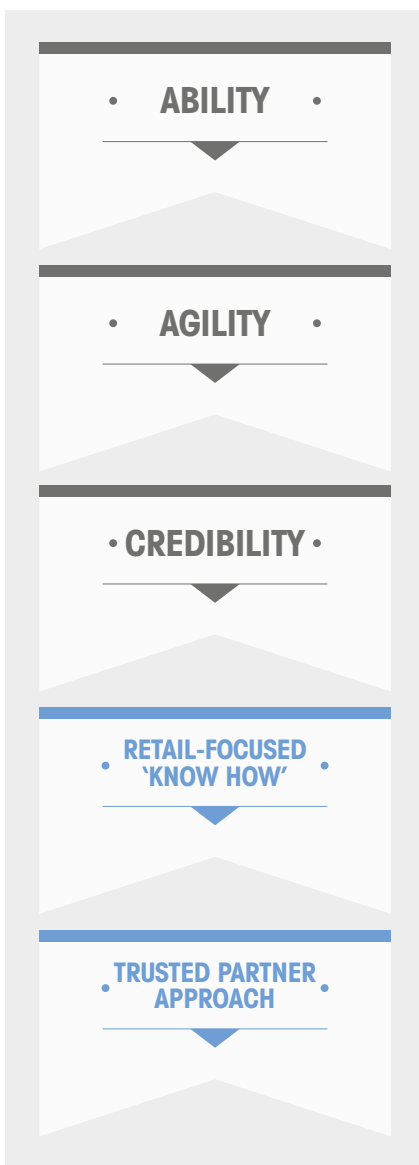 • ABILITY •
• AGILITY •
• CREDIBILITY •
RETAIL-FOCUSED
• ‘KNOW HOW’ •
TRUSTED PARTNER
• APPROACH •